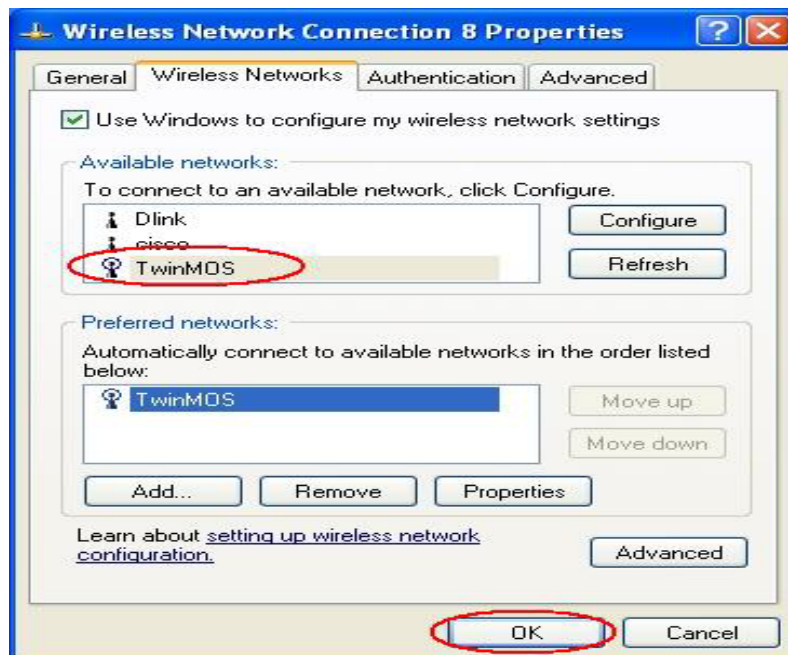 Wireless Network Connection 8 Properties
General Wireless Networks Authentication Advanced
Use Windows to configure my wireless network settings
Available networks:
To connect to an available network, click Configure.
Dlink
cisco
TwinMOS
Configure
Refresh
Preferred networks:
Automatically connect to available networks in the order listed
below:
TwinMOS
Move up
Move down
Add... Remove Properties
Learn about setting up wireless network
configuration.
Advanced
OK Cancel